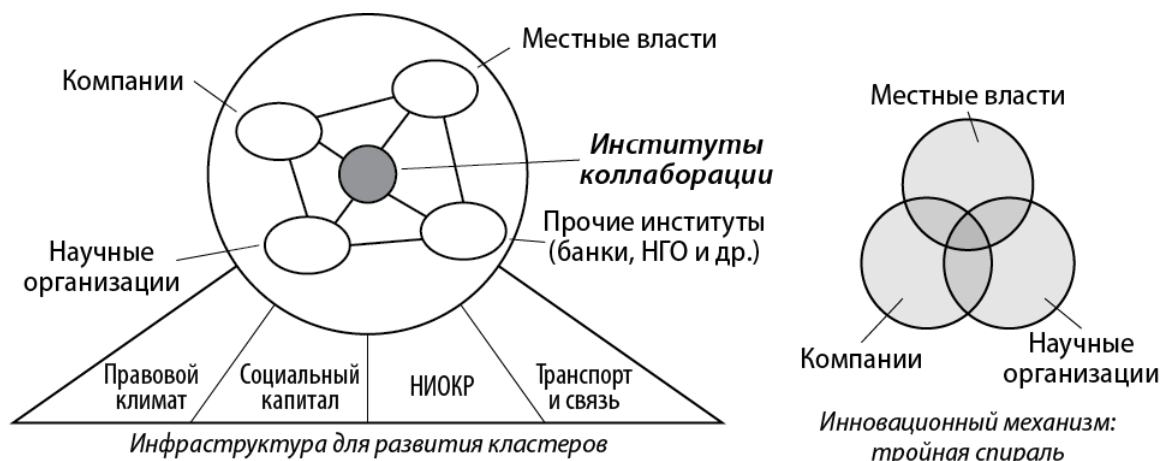 Местные власти
Компании
Институты
коллаборации
Прочие институты
(банки, НГО и др.)
Научные
организации
Правовой
климат
Социальный
капитал
НИОКР
Транспорт
и связь
Инфраструктура для развития кластеров
Местные власти
Компании
Научные
организации
Инновационный механизм:
тройная спираль